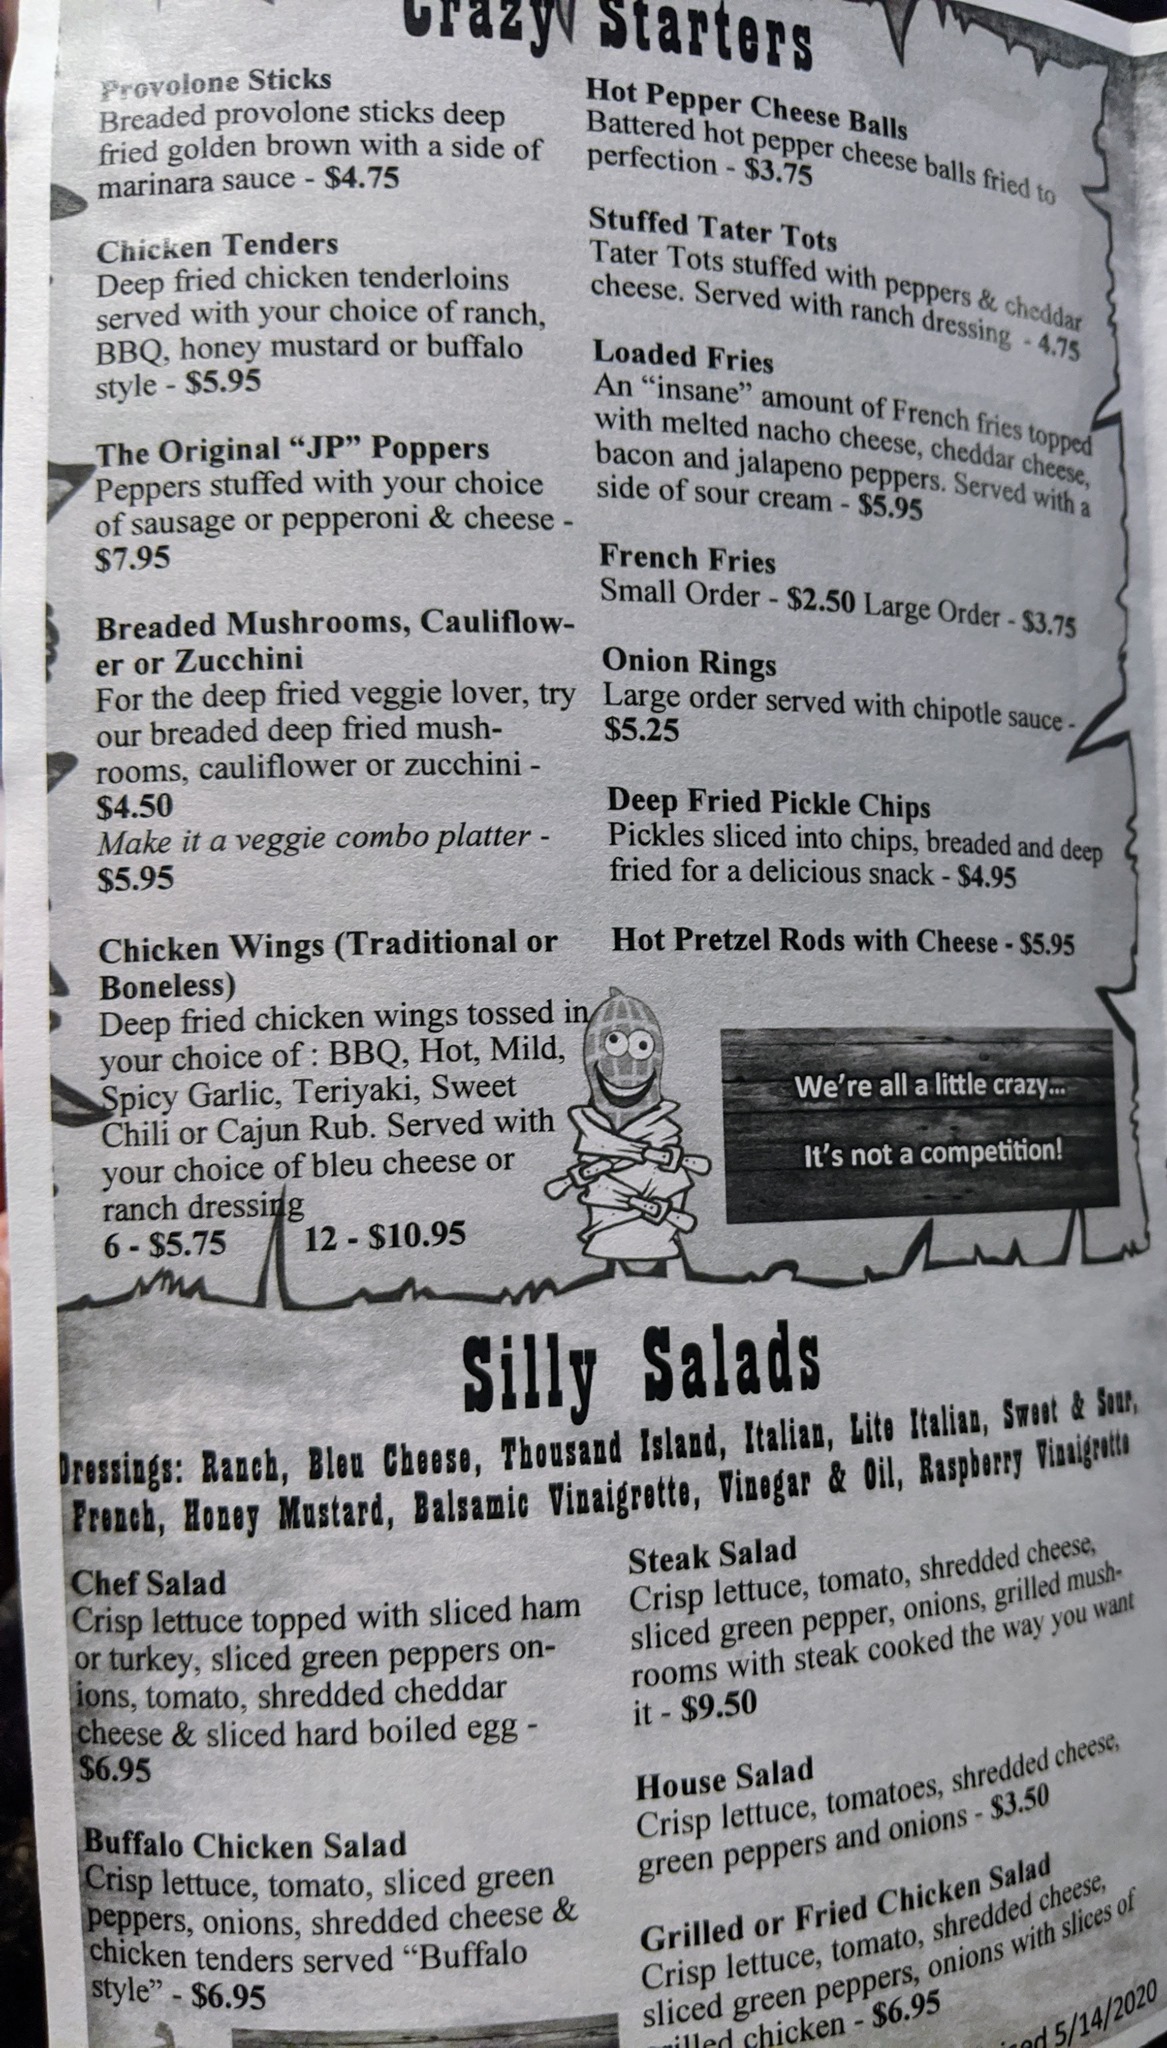 Crazy Starters
Provolone Sticks
Breaded provolone sticks deep
fried golden brown with a side of
marinara sauce - $4.75
Chicken Tenders
Deep fried chicken tenderloins
served with your choice of ranch,
BBQ, honey mustard or buffalo
style - $5.95
The Original “JP” Poppers
Peppers stuffed with your choice
of sausage or pepperoni & cheese -
$7.95
Breaded Mushrooms, Cauliflow-
er or Zucchini
For the deep fried veggie lover, try
our breaded deep fried mush-
rooms, cauliflower or zucchini -
$4.50
Make it a veggie combo platter -
$5.95
Chicken Wings (Traditional or
Boneless)
Deep fried chicken wings tossed in
your choice of : BBQ, Hot, Mild,
Spicy Garlic, Teriyaki, Sweet
Chili or Cajun Rub. Served with
your choice of bleu cheese or
ranch dressing
6 - $5.75 12 - $10.95
Hot Pepper Cheese Balls
Battered hot pepper cheese balls fried to
perfection - $3.75
Stuffed Tater Tots
Tater Tots stuffed with peppers & cheddar
cheese. Served with ranch dressing - 4.75
Loaded Fries
An “insane” amount of French fries topped
with melted nacho cheese, cheddar cheese,
bacon and jalapeno peppers. Served with a
side of sour cream - $5.95
French Fries
Small Order - $2.50 Large Order - $3.75
Onion Rings
Large order served with chipotle sauce -
$5.25
Deep Fried Pickle Chips
Pickles sliced into chips, breaded and deep
fried for a delicious snack - $4.95
Hot Pretzel Rods with Cheese - $5.95
We’re all a little crazy...
It’s not a competition!
Silly Salads
Dressings: Ranch, Bleu Cheese, Thousand Island, Italian, Lite Italian, Sweet & Sour,
French, Honey Mustard, Balsamic Vinaigrette, Vinegar & Oil, Raspberry Vinaigrette
Chef Salad
Crisp lettuce topped with sliced ham
or turkey, sliced green peppers on-
ions, tomato, shredded cheddar
cheese & sliced hard boiled egg -
$6.95
Buffalo Chicken Salad
Crisp lettuce, tomato, sliced green
peppers, onions, shredded cheese &
chicken tenders served “Buffalo
style” - $6.95
Steak Salad
Crisp lettuce, tomato, shredded cheese,
sliced green pepper, onions, grilled mush-
rooms with steak cooked the way you want
it - $9.50
House Salad
Crisp lettuce, tomatoes, shredded cheese,
green peppers and onions - $3.50
Grilled or Fried Chicken Salad
Crisp lettuce, tomato, shredded cheese,
sliced green peppers, onions with slices of
grilled chicken - $6.95
5/14/2020